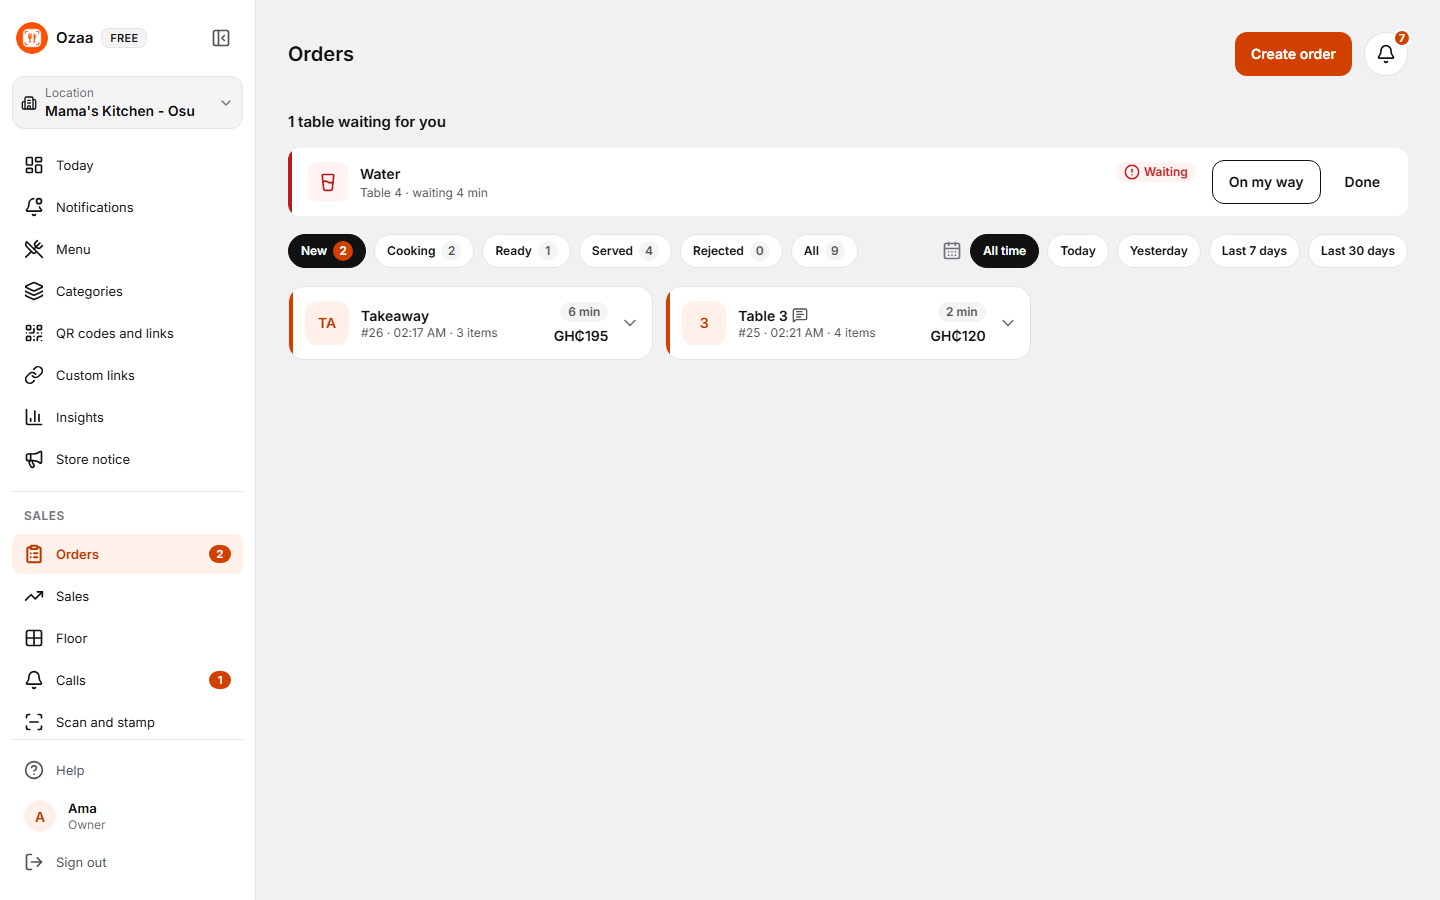 Ozaa FREE
Location
Mama's Kitchen - Osu
Today
Notifications
Menu
Categories
QR codes and links
Custom links
Insights
Store notice
SALES
Orders 2
Sales
Floor
Calls 1
Scan and stamp
Help
A
Ama
Owner
Sign out
Orders
Create order
7
1 table waiting for you
Water
Table 4 · waiting 4 min
Waiting
On my way
Done
New 2
Cooking 2
Ready 1
Served 4
Rejected 0
All 9
All time
Today
Yesterday
Last 7 days
Last 30 days
TA
Takeaway
#26 · 02:17 AM · 3 items
6 min
GH₵195
3
Table 3
#25 · 02:21 AM · 4 items
2 min
GH₵120